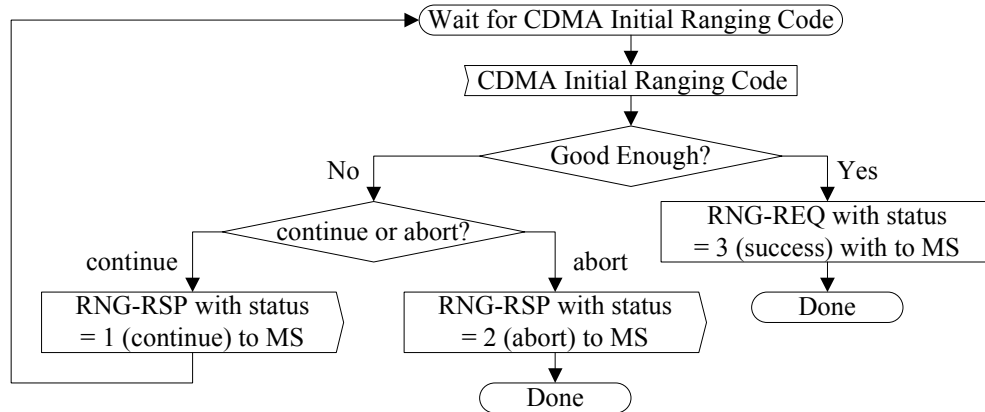 Wait for CDMA Initial Ranging Code
CDMA Initial Ranging Code
Good Enough?
No
Yes
RNG-REQ with status
= 3 (success) with to MS
continue or abort?
continue
abort
Done
RNG-RSP with status
= 1 (continue) to MS
RNG-RSP with status
= 2 (abort) to MS
Done